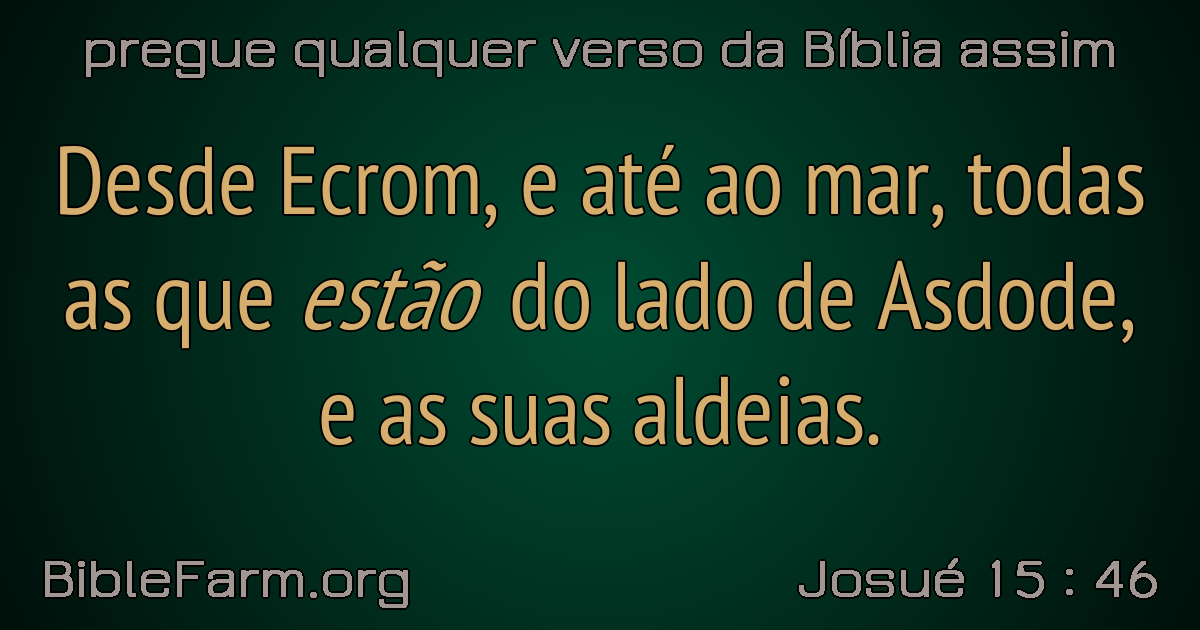 pregue qualquer verso da Bíblia assim
Desde Ecrom, e até ao mar, todas
as que estão do lado de Asdode,
e as suas aldeias.
BibleFarm.org
Josué 15 : 46